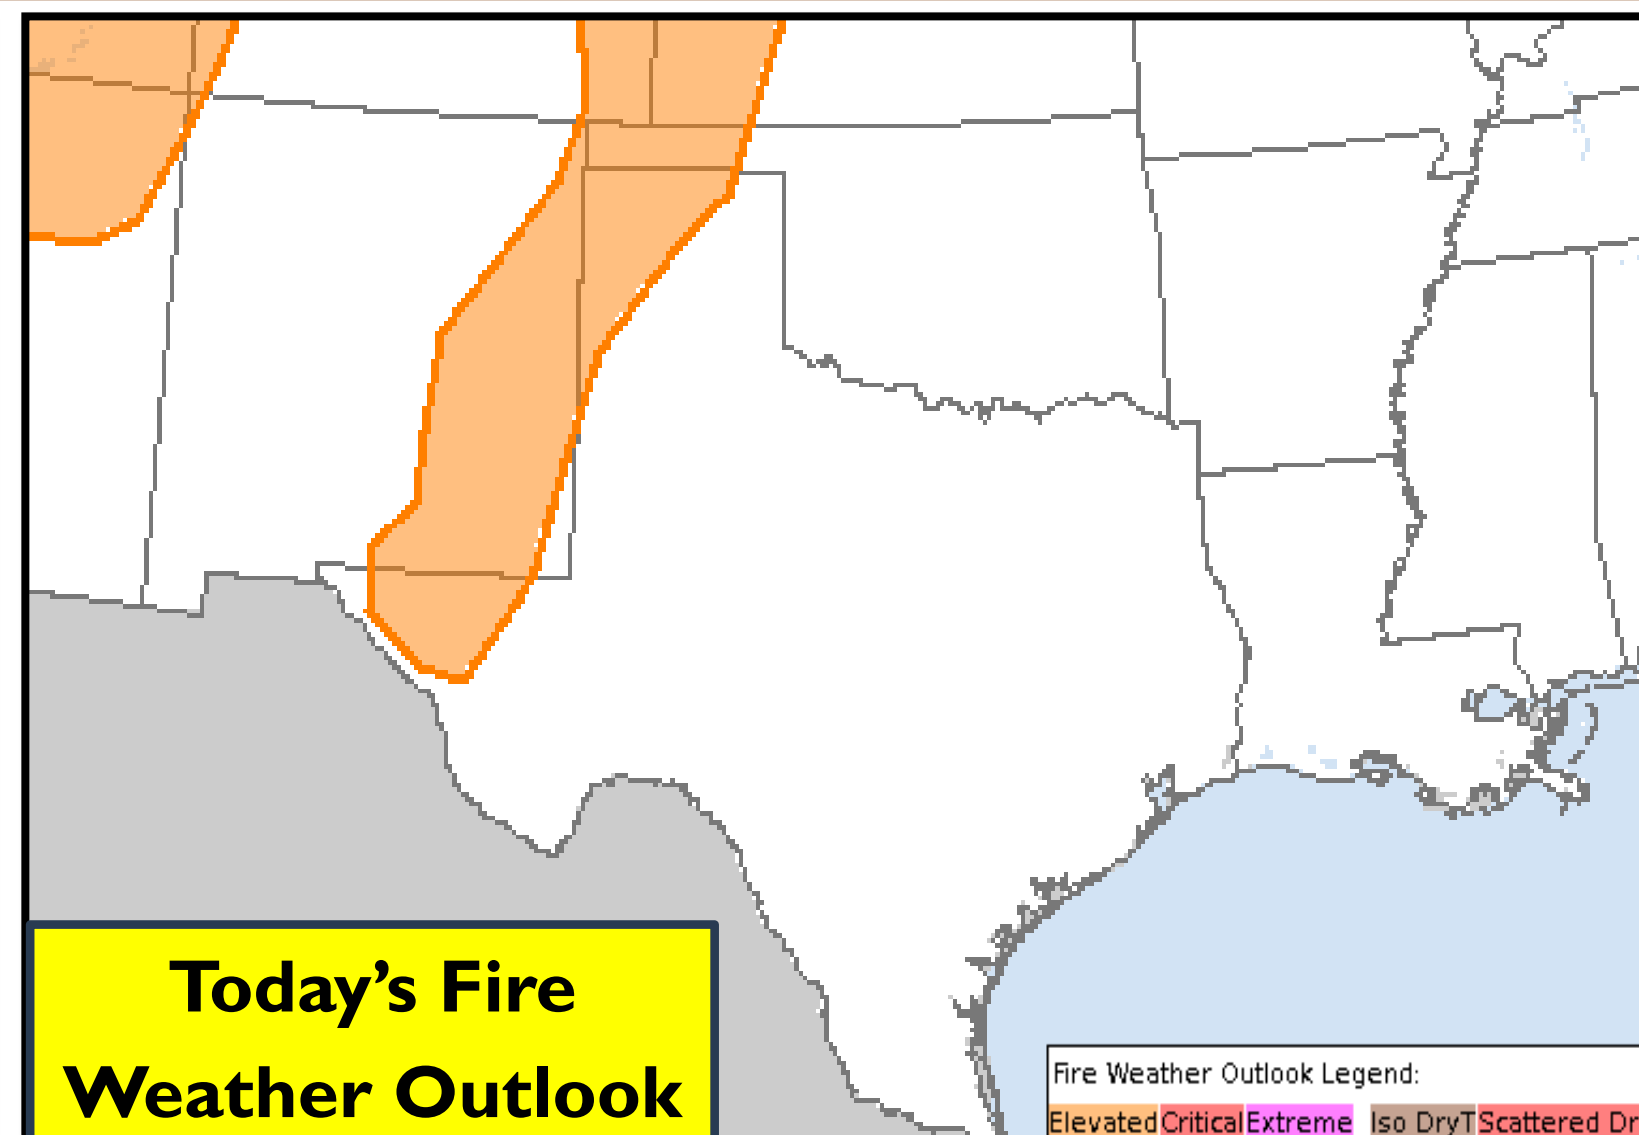 Today’s Fire
Weather Outlook
Fire Weather Outlook Legend:
Elevated Critical Extreme Iso DryT Scattered Dr